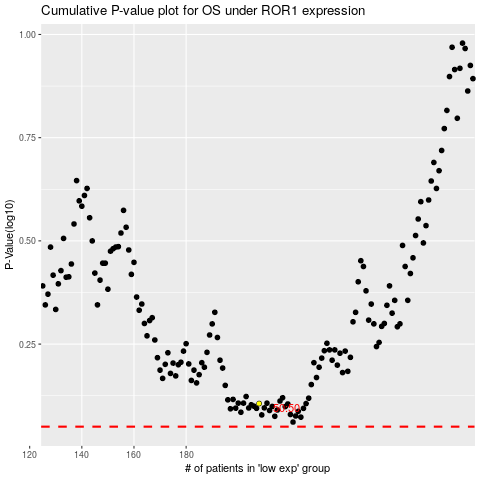 Cumulative P-value plot for OS under ROR1 expression
P-Value(log10)
1.00
0.75
0.50
0.25
120 140 160 180
# of patients in 'low exp' group